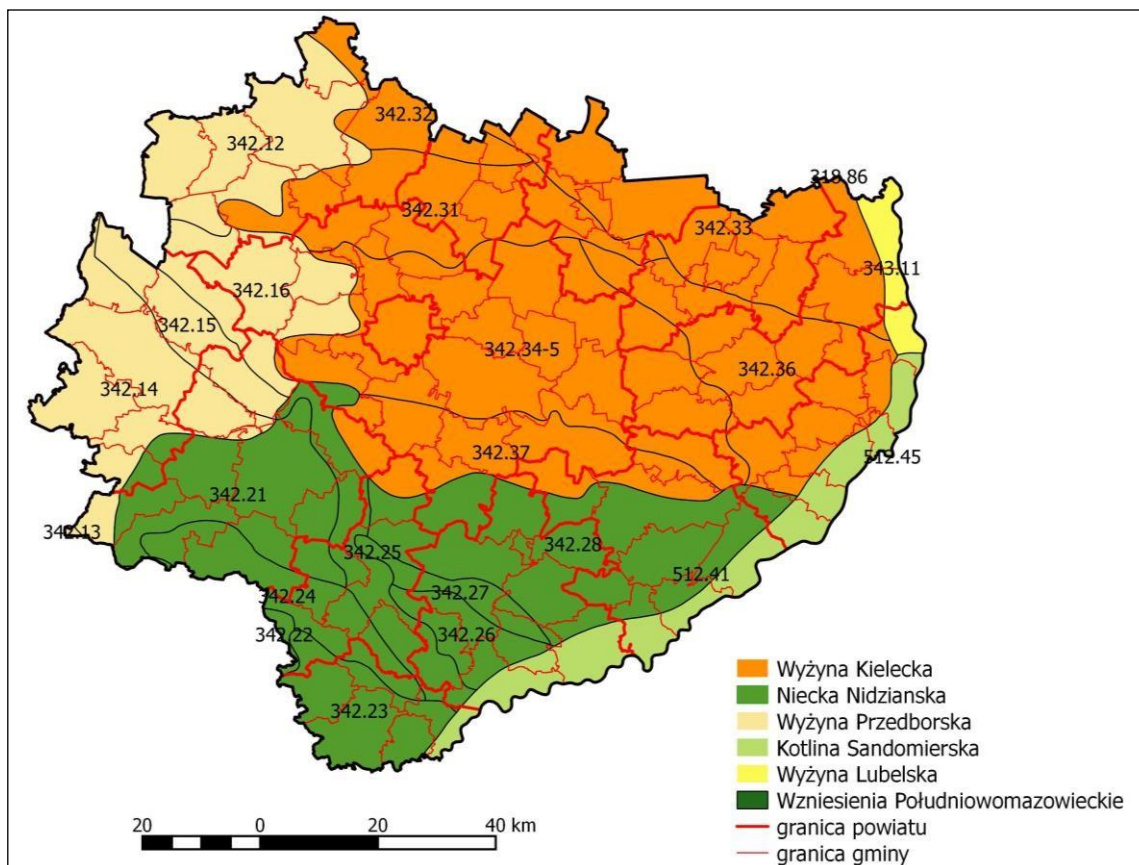 342.32
342.12
318.86
342.31
342.33
343.11
342.16
342.15
342.34-5
342.36
342.14
342.37
512.45
342.21
342.13
342.25
342.28
512.41
342.24
342.27
342.22
342.26
342.23
Wyżyna Kielecka
Niecka Nidzianska
Wyżyna Przedborska
Kotlina Sandomierska
Wyżyna Lubelska
Wzniesienia Południowomazowieckie
granica powiatu
granica gminy
20 0 20 40 km